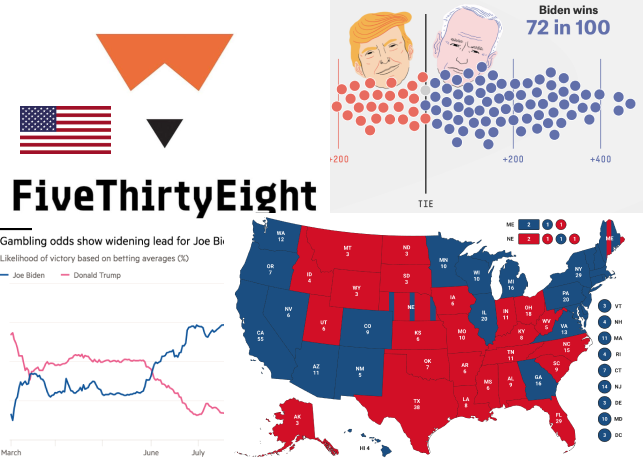 FiveThirtyEight
Biden wins
72 in 100
+200
+200
+400
TIE
Gambling odds show widening lead for Joe Bi
Likelihood of victory based on betting averages (%)
Joe Biden
Donald Trump
March
June
July
ME
2
1
1
NE
2
1
1
1
WA
12
OR
7
CA
55
NV
6
ID
4
MT
3
WY
3
UT
6
AZ
11
CO
9
NM
5
ND
3
SD
3
NE
KS
6
OK
7
TX
38
MN
10
IA
6
MO
10
AR
6
LA
8
WI
10
IL
20
MI
16
IN
11
OH
18
KY
8
TN
11
MS
6
AL
9
GA
16
FL
29
SC
9
NC
15
VA
13
WV
5
PA
20
NY
29
ME
AK
3
HI 4
3
VT
4
NH
11
MA
4
RI
7
CT
14
NJ
3
DE
10
MD
3
DC